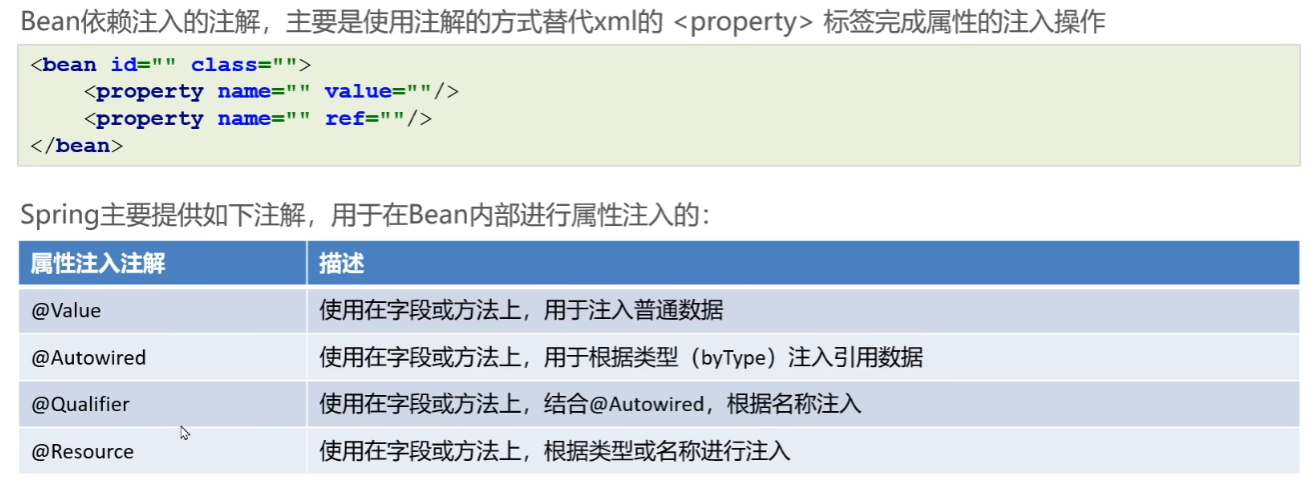 Bean依赖注入的注解，主要是使用注解的方式替代xml的 <property> 标签完成属性的注入操作
<bean id="" class="">
    <property name="" value=""/>
    <property name="" ref=""/>
</bean>
Spring主要提供如下注解，用于在Bean内部进行属性注入的：
属性注入注解 描述
@Value 使用在字段或方法上，用于注入普通数据
@Autowired 使用在字段或方法上，用于根据类型（byType）注入引用数据
@Qualifier 使用在字段或方法上，结合@Autowired，根据名称注入
@Resource 使用在字段或方法上，根据类型或名称进行注入